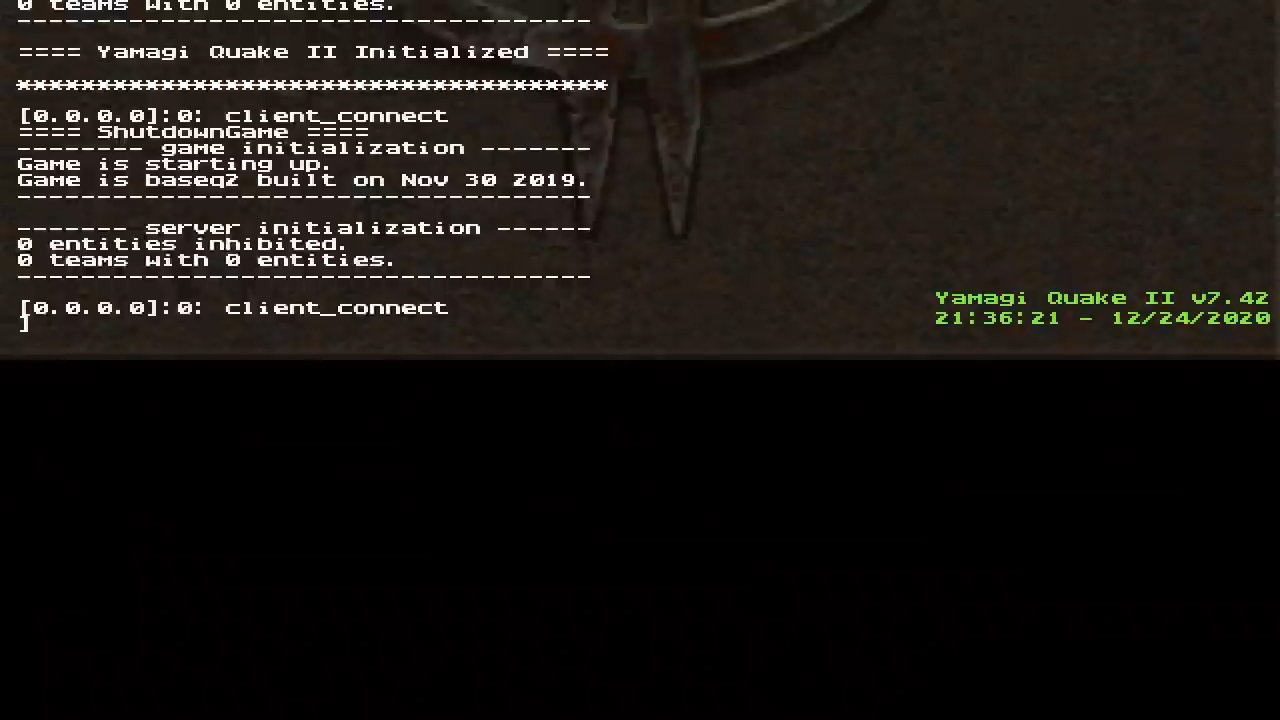 0 teams with 0 entities.
------------------------------------
==== Yamagi Quake II Initialized ====
*************************************
[0.0.0.0]:0: client_connect
==== ShutdownGame ====
-------- game initialization -------
Game is starting up.
Game is baseq2 built on Nov 30 2019.
------------------------------------
------- server initialization ------
0 entities inhibited.
0 teams with 0 entities.
------------------------------------
[0.0.0.0]:0: client_connect
]
Yamagi Quake II v7.42
21:36:21 - 12/24/2020